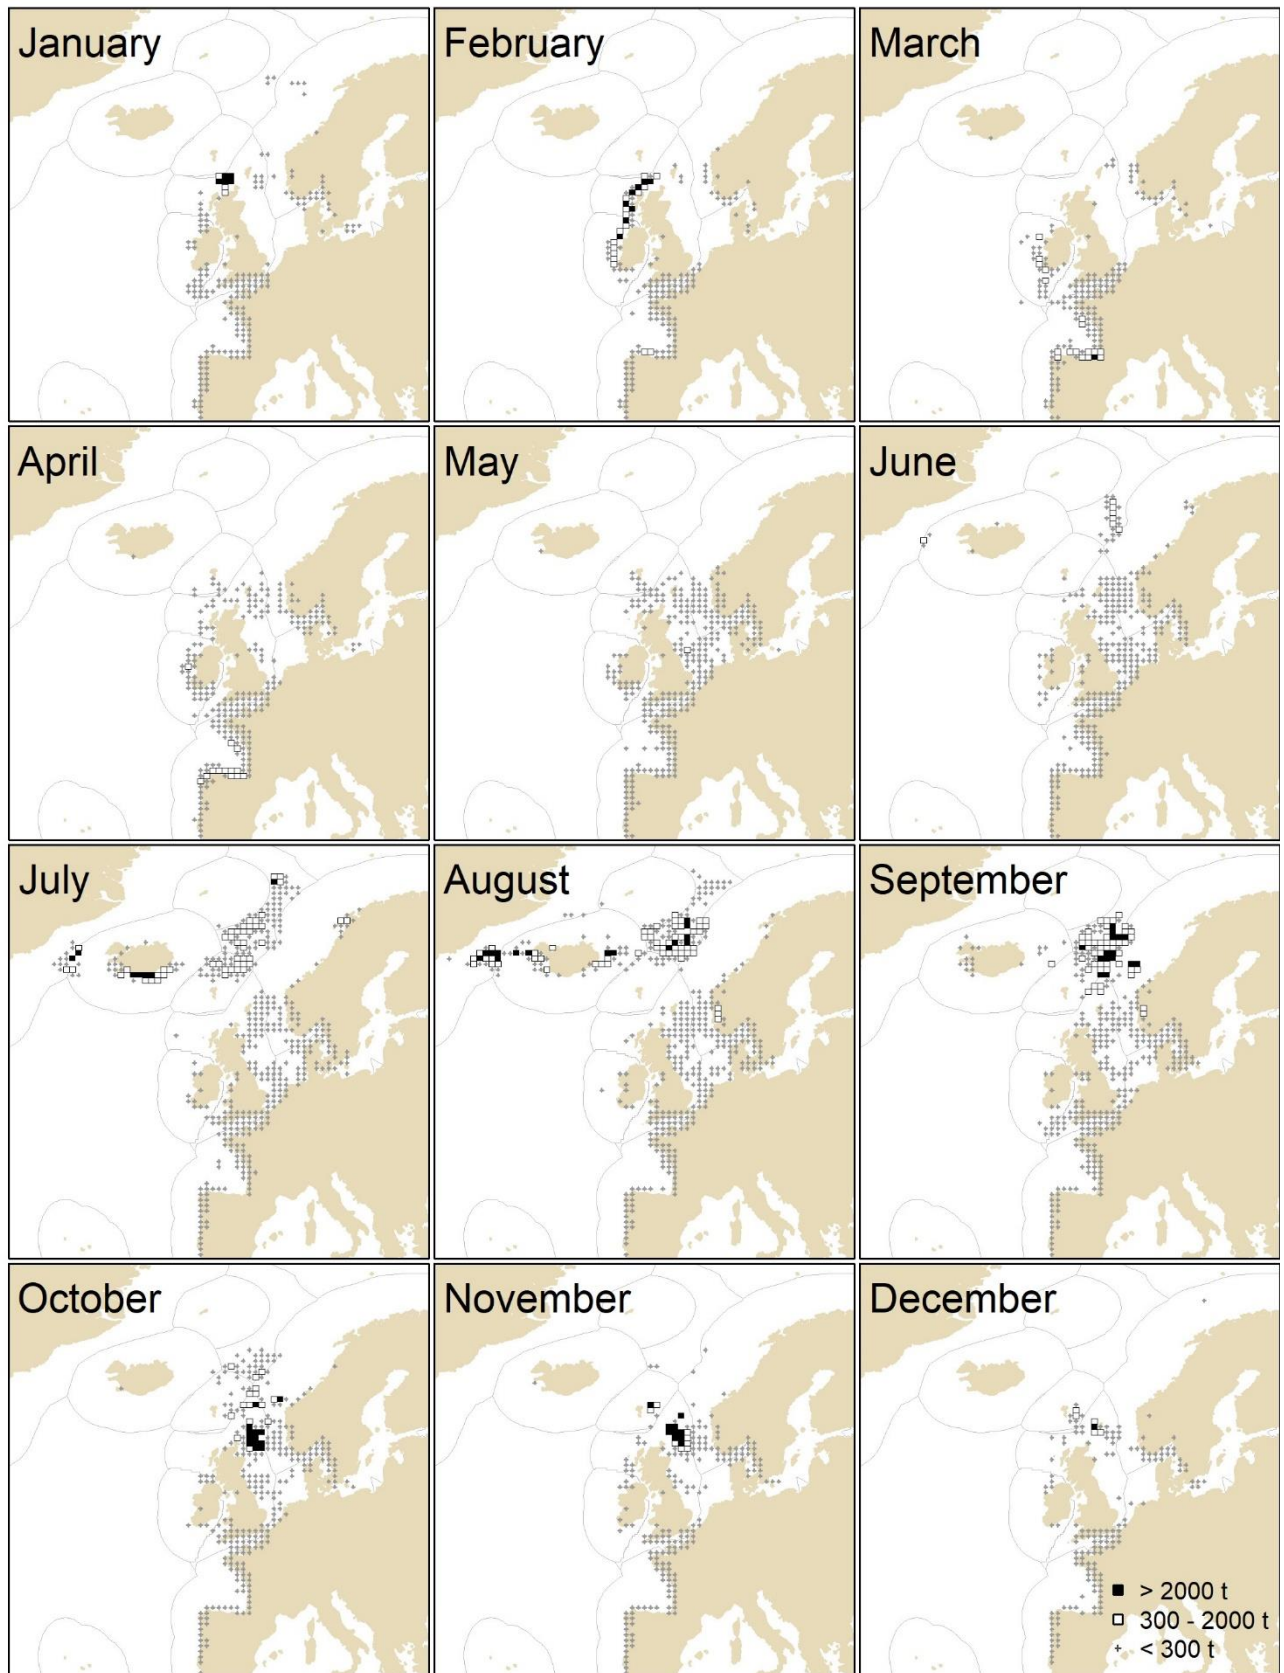 January
February
March
April
May
June
July
August
September
October
November
December
> 2000 t
300 - 2000 t
< 300 t